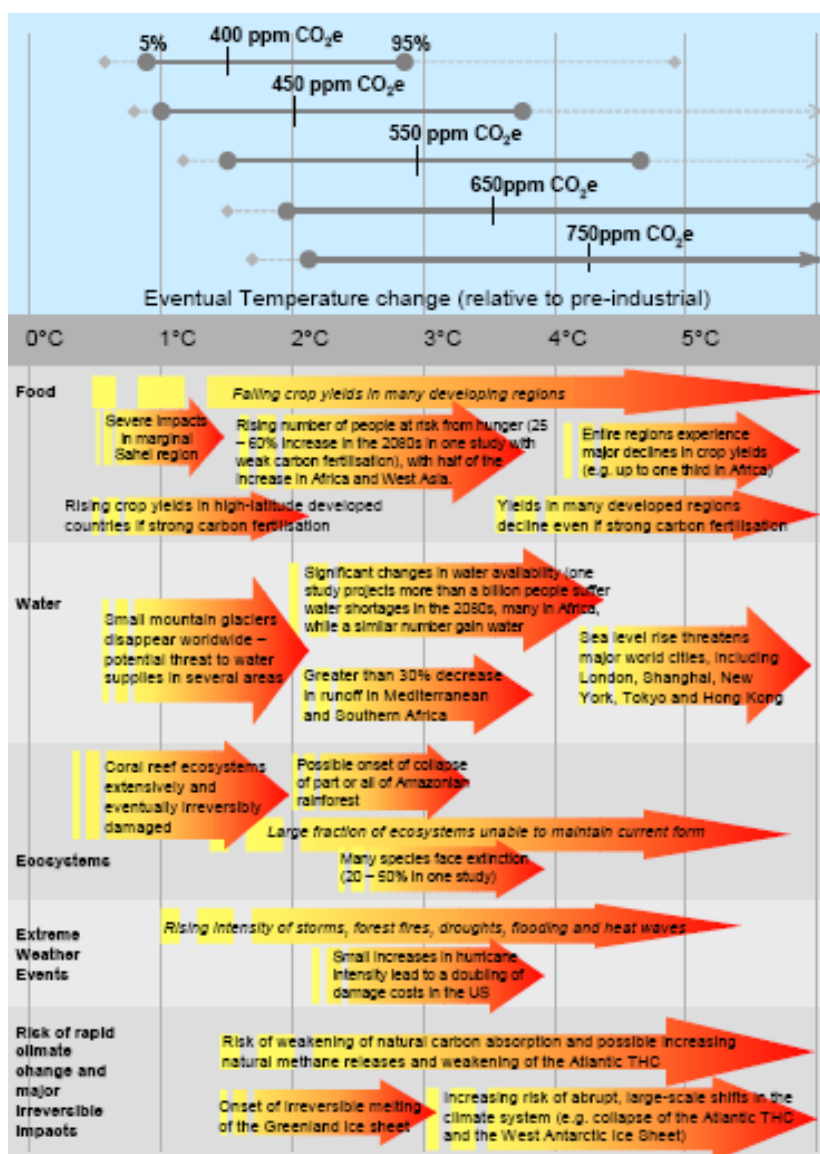 400 ppm CO₂e
5%
95%
450 ppm CO₂e
550 ppm CO₂e
650ppm CO₂e
750ppm CO₂e
Eventual Temperature change (relative to pre-industrial)
0°C 1°C 2°C 3°C 4°C 5°C
Food
Falling crop yields in many developing regions
Severe impacts
in marginal
Sahel region
Rising number of people at risk from hunger (25
– 60% increase in the 2080s in one study with
weak carbon fertilisation), with half of the
increase in Africa and West Asia.
Entire regions experience
major declines in crop yields
(e.g. up to one third in Africa)
Rising crop yields in high-latitude developed
countries if strong carbon fertilisation
Yields in many developed regions
decline even if strong carbon fertilisation
Water
Small mountain glaciers
disappear worldwide –
potential threat to water
supplies in several areas
Significant changes in water availability (one
study projects more than a billion people suffer
water shortages in the 2080s, many in Africa,
while a similar number gain water
Greater than 30% decrease
in runoff in Mediterranean
and Southern Africa
Sea level rise threatens
major world cities, including
London, Shanghai, New
York, Tokyo and Hong Kong
Ecosystems
Coral reef ecosystems
extensively and
eventually irreversibly
damaged
Possible onset of collapse
of part or all of Amazonian
rainforest
Large fraction of ecosystems unable to maintain current form
Many species face extinction
(20 – 50% in one study)
Extreme
Weather
Events
Rising intensity of storms, forest fires, droughts, flooding and heat waves
Small increases in hurricane
intensity lead to a doubling of
damage costs in the US
Risk of rapid
climate
change and
major
irreversible
impacts
Risk of weakening of natural carbon absorption and possible increasing
natural methane releases and weakening of the Atlantic THC
Onset of irreversible melting
of the Greenland ice sheet
Increasing risk of abrupt, large-scale shifts in the
climate system (e.g. collapse of the Atlantic THC
and the West Antarctic Ice Sheet)